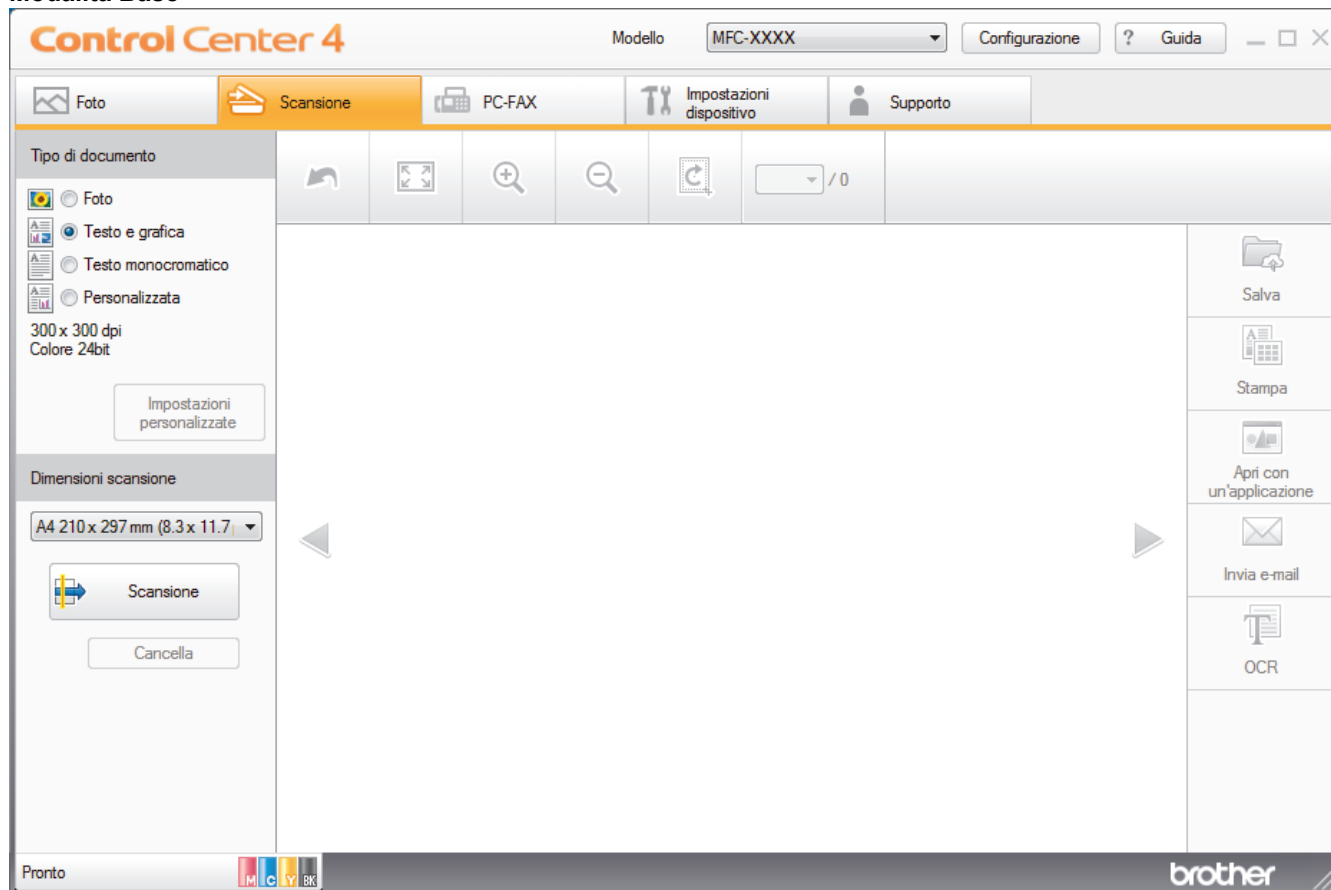 Modalità Base
Control Center 4
Modello
MFC-XXXX
Configurazione
? Guida
Foto
Scansione
PC-FAX
Impostazioni
dispositivo
Supporto
Tipo di documento
/ 0
Foto
Testo e grafica
Testo monocromatico
Personalizzata
300 x 300 dpi
Colore 24bit
Impostazioni
personalizzate
Dimensioni scansione
A4 210 x 297 mm (8.3 x 11.7
Scansione
Cancella
Salva
Stampa
Apri con
un'applicazione
Invia e-mail
OCR
Pronto
M C Y BK
brother